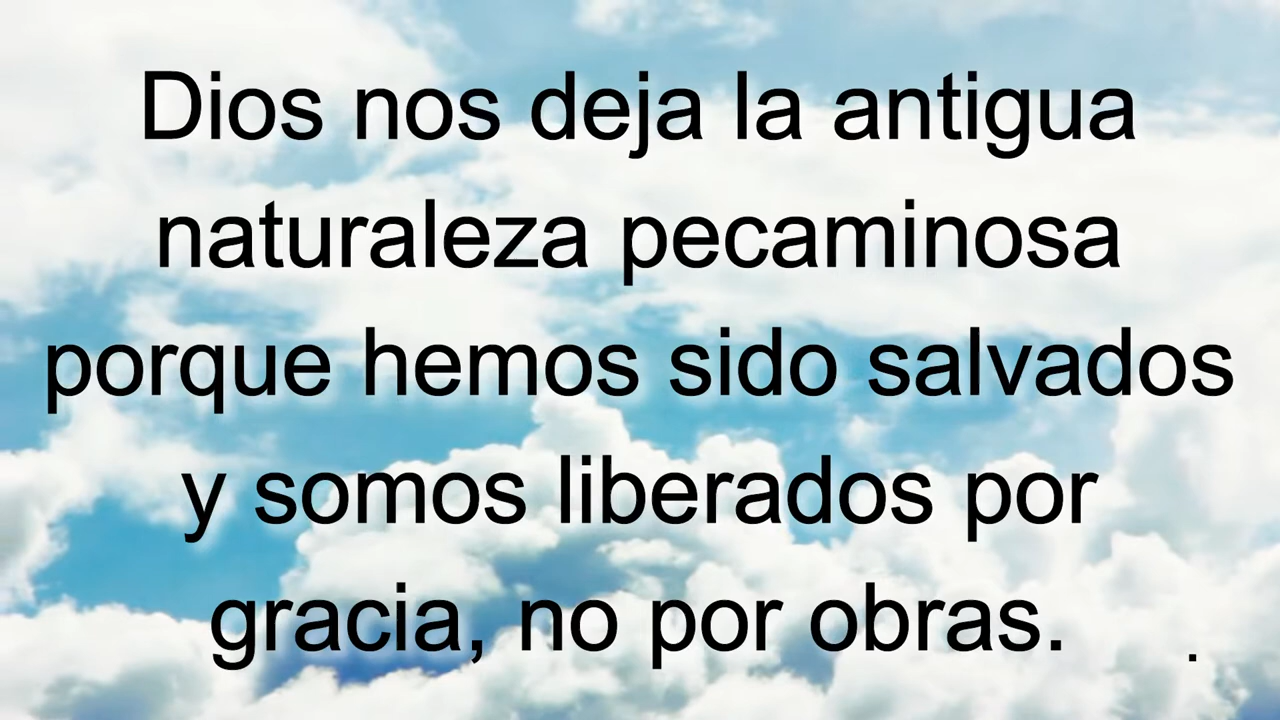 Dios nos deja la antigua
naturaleza pecaminosa
porque hemos sido salvados
y somos liberados por
gracia, no por obras. .